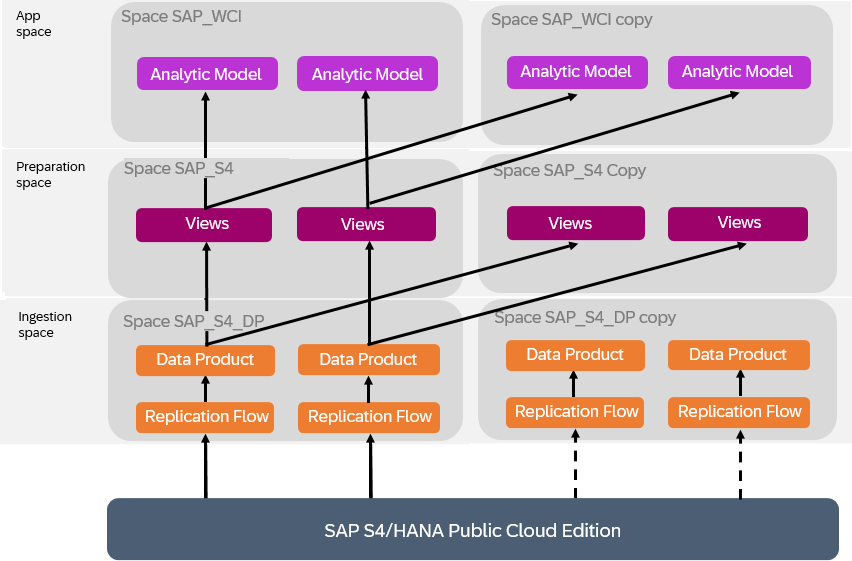 App
space
Space SAP_WCI
Space SAP_WCI copy
Analytic Model
Analytic Model
Analytic Model
Analytic Model
Preparation
space
Space SAP_S4
Space SAP_S4 Copy
Views
Views
Views
Views
Ingestion
space
Space SAP_S4_DP
Space SAP_S4_DP copy
Data Product
Data Product
Data Product
Data Product
Replication Flow
Replication Flow
Replication Flow
Replication Flow
SAP S4/HANA Public Cloud Edition